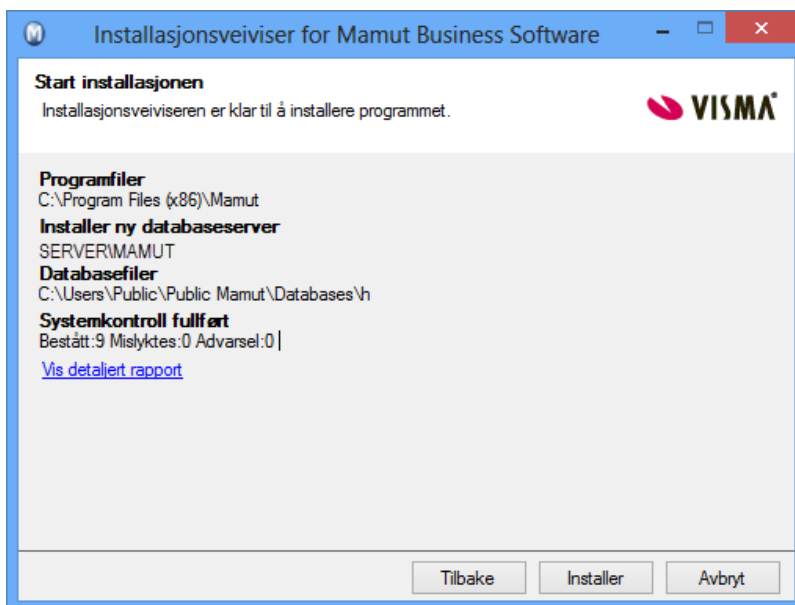 Installasjonsveiviser for Mamut Business Software
Start installasjonen
Installasjonsveiviseren er klar til å installere programmet.
VISMA
Programfiler
C:\Program Files (x86)\Mamut
Installer ny databaseserver
SERVER\MAMUT
Databasefiler
C:\Users\Public\Public Mamut\Databases\h
Systemkontroll fullført
Bestått:9 Mislyktes:0 Advarsel:0
Vis detaljert rapport
Tilbake
Installer
Avbryt